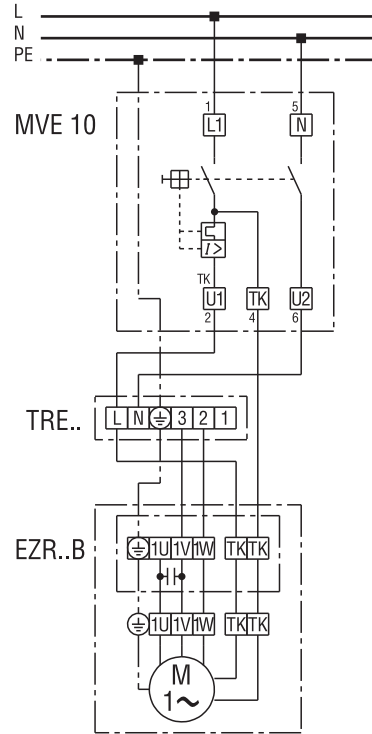 L
N
PE
MVE 10
1 5
L1 N
I>
TK
U1 TK U2
2 4 6
TRE..
L N 3 2 1
EZR..B
1U 1V 1W TK TK
1U 1V 1W TK TK
M
1~